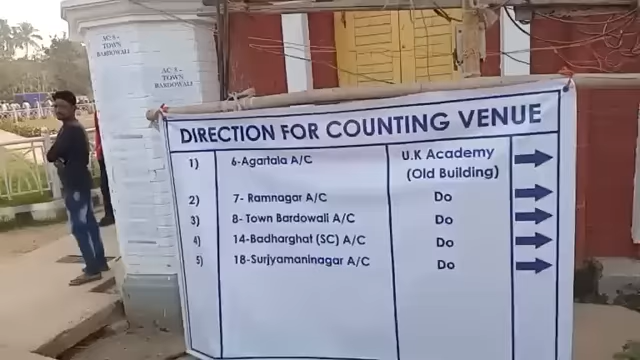 AC 8 -
TOWN
BARDOWALI
AC 8 -
TOWN
BARDOWALI
DIRECTION FOR COUNTING VENUE
1) 6-Agartala A/C U.K Academy
(Old Building)
2) 7- Ramnagar A/C Do
3) 8- Town Bardowali A/C Do
4) 14-Badharghat (SC) A/C Do
5) 18-Surjyamaninagar A/C Do